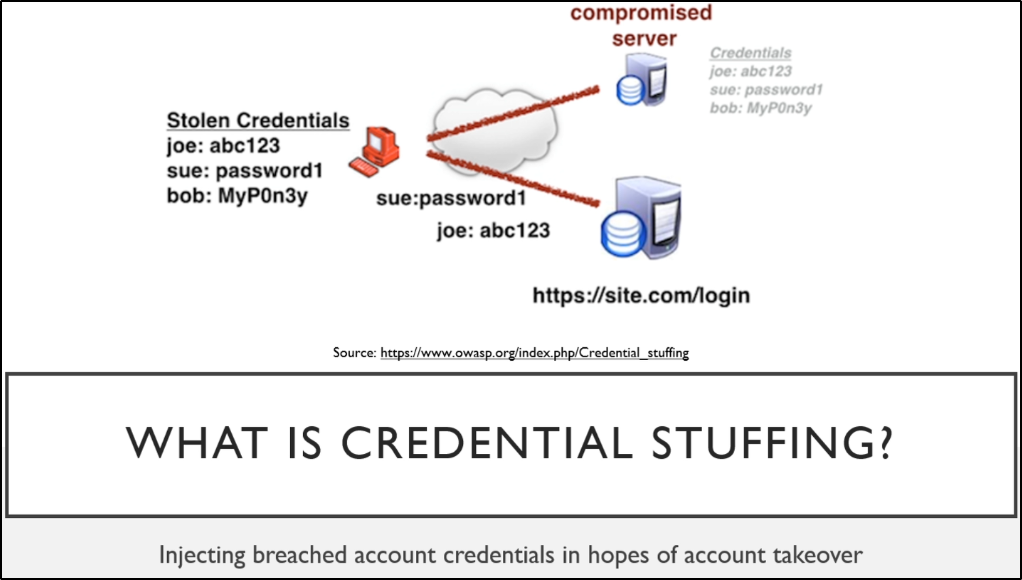 compromised
server
Credentials
joe: abc123
sue: password1
bob: MyP0n3y
Stolen Credentials
joe: abc123
sue: password1
bob: MyP0n3y
sue:password1
joe: abc123
https://site.com/login
Source: https://www.owasp.org/index.php/Credential_stuffing
WHAT IS CREDENTIAL STUFFING?
Injecting breached account credentials in hopes of account takeover